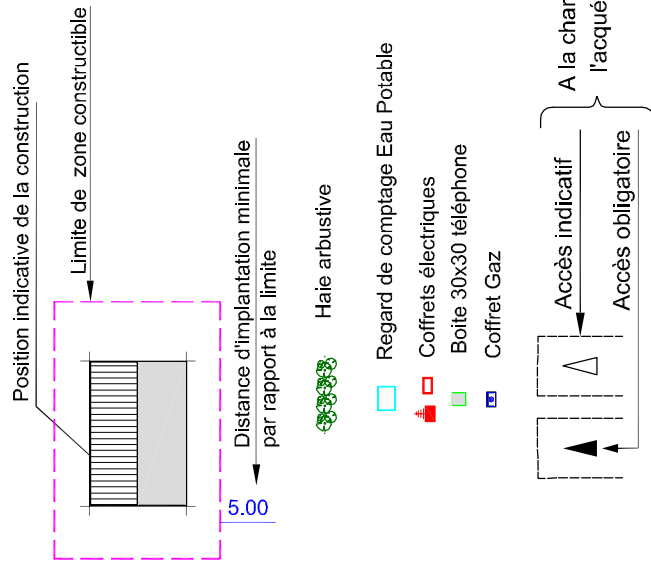 Position indicative de la construction
Limite de zone constructible
Distance d'implantation minimale
par rapport à la limite
5.00
Haie arbustive
Regard de comptage Eau Potable
Coffrets électriques
Boite 30x30 téléphone
Coffret Gaz
Accès indicatif
Accès obligatoire
A la char
l'acqué